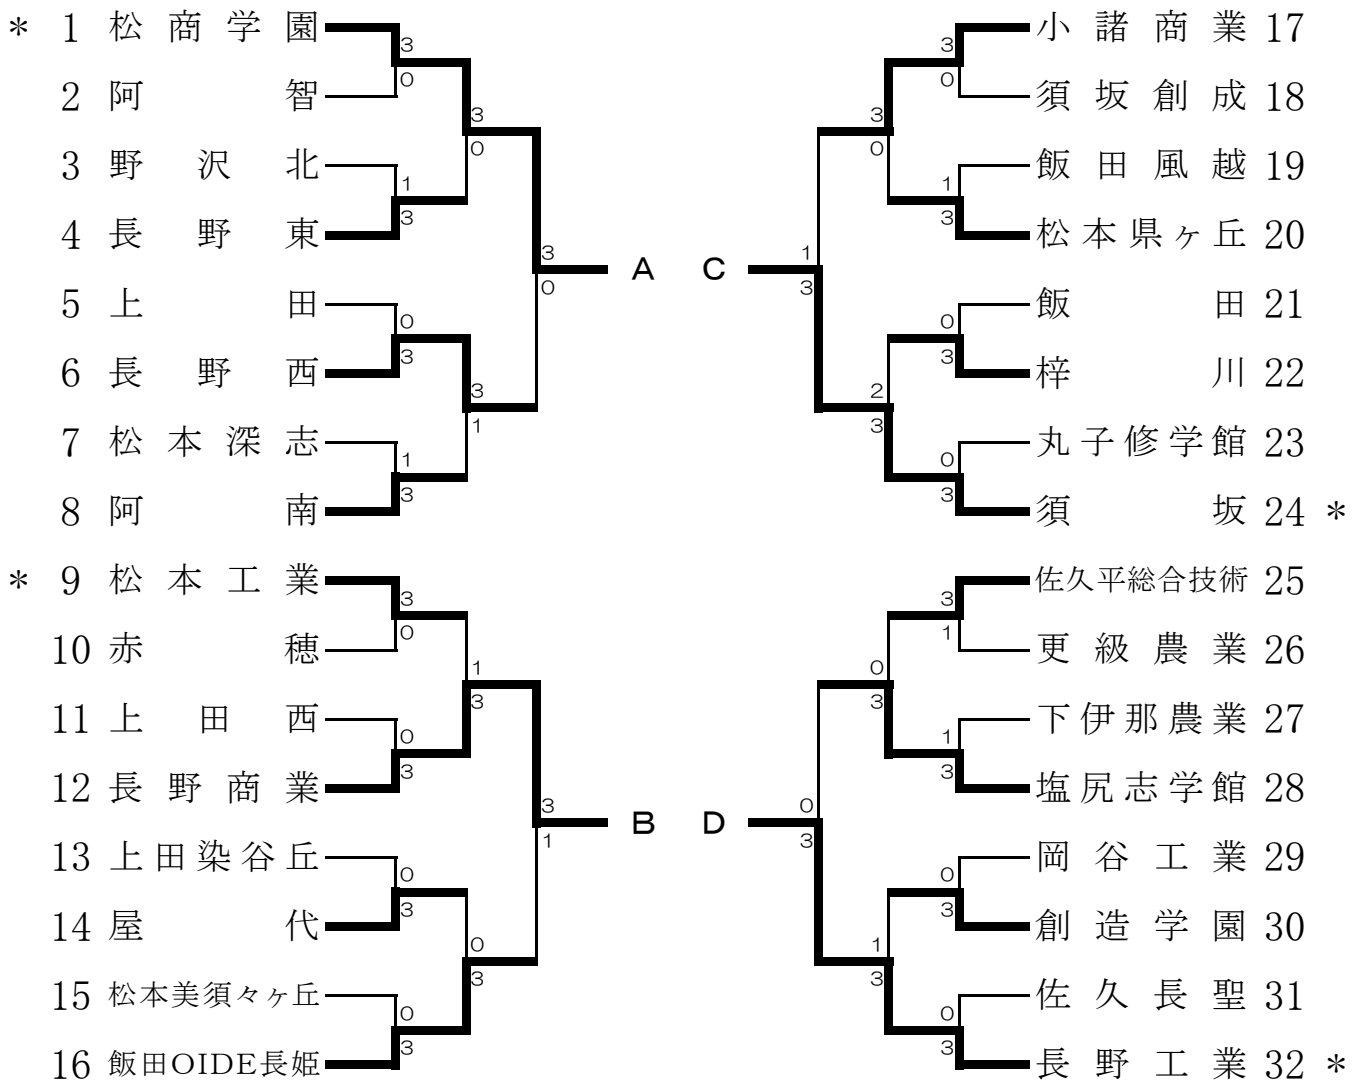 * 1 松商学園
2 阿智
3 野沢北
4 長野東
5 上田
6 長野西
7 松本深志
8 阿南
* 9 松本工業
10 赤穂
11 上田西
12 長野商業
13 上田染谷丘
14 屋代
15 松本美須々ヶ丘
16 飯田OIDE長姫
3
0
1
3
0
3
1
3
3
0
0
3
0
3
0
3
3
0
3
1
1
3
0
3
3
0
3
1
A
B
C
D
1
3
0
3
3
0
2
3
0
3
1
3
3
0
1
3
0
3
0
3
3
1
1
3
0
3
0
3
小諸商業 17
須坂創成 18
飯田風越 19
松本県ヶ丘 20
飯田 21
梓川 22
丸子修学館 23
須坂 24 *
佐久平総合技術 25
更級農業 26
下伊那農業 27
塩尻志学館 28
岡谷工業 29
創造学園 30
佐久長聖 31
長野工業 32 *